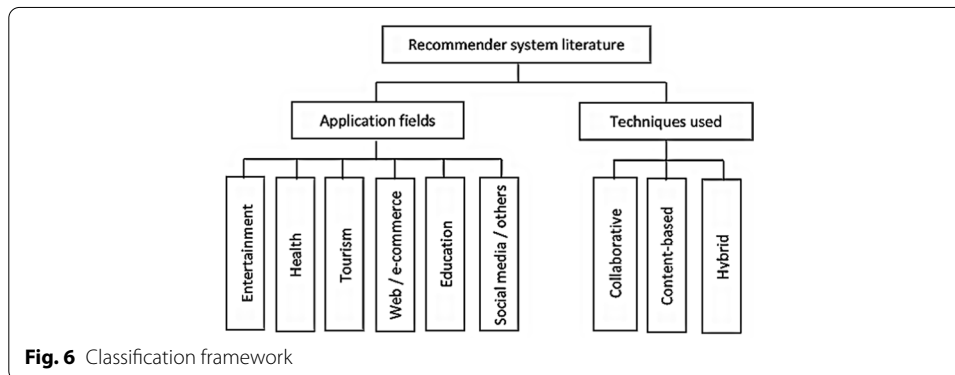 Recommender system literature
Application fields
Techniques used
Entertainment
Health
Tourism
Web / e-commerce
Education
Social media / others
Collaborative
Content-based
Hybrid
Fig. 6 Classification framework